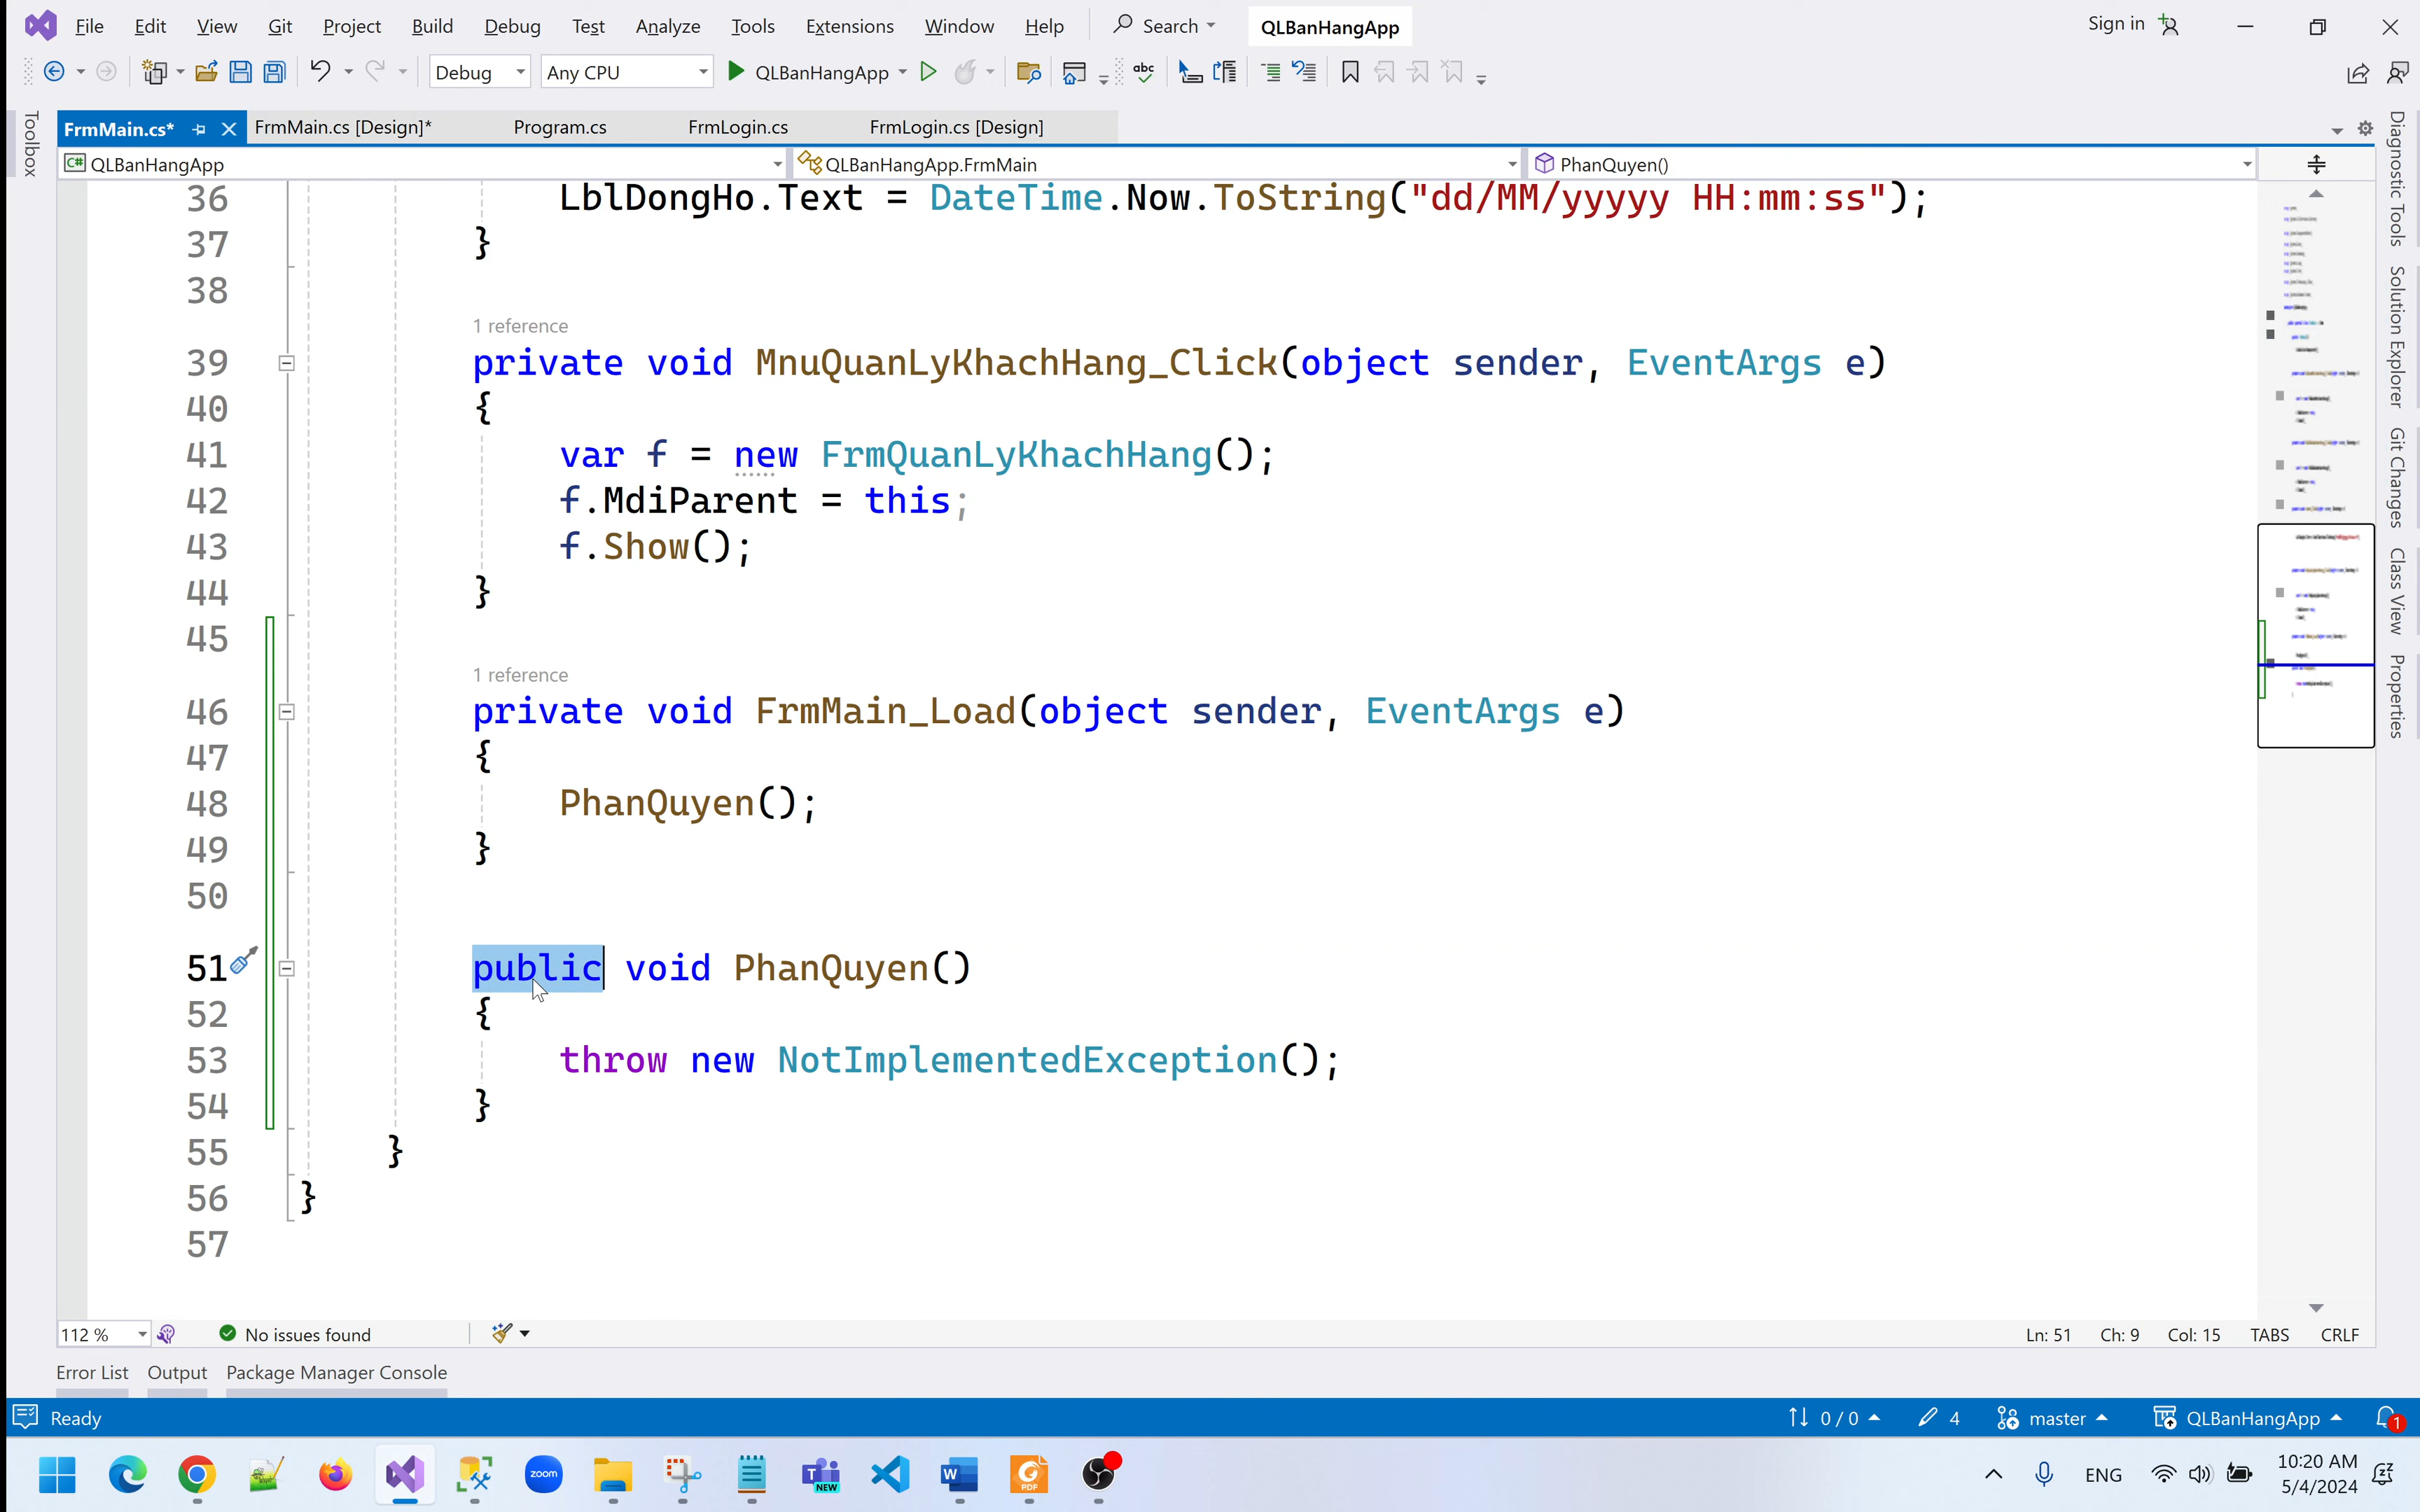 File Edit View Git Project Build Debug Test Analyze Tools Extensions Window Help Search QLBanHangApp Sign in
Debug Any CPU QLBanHangApp
FrmMain.cs* FrmMain.cs [Design]* Program.cs FrmLogin.cs FrmLogin.cs [Design]
QLBanHangApp QLBanHangApp.FrmMain PhanQuyen()
Toolbox
36 LblDongHo.Text = DateTime.Now.ToString("dd/MM/yyyyy HH:mm:ss");
37 }
38
1 reference
39 private void MnuQuanLyKhachHang_Click(object sender, EventArgs e)
40 {
41 var f = new FrmQuanLyKhachHang();
42 f.MdiParent = this;
43 f.Show();
44 }
45
1 reference
46 private void FrmMain_Load(object sender, EventArgs e)
47 {
48 PhanQuyen();
49 }
50
51 public void PhanQuyen()
52 {
53 throw new NotImplementedException();
54 }
55 }
56 }
57
Diagnostic Tools
Solution Explorer
Git Changes
Class View
Properties
112 % No issues found Ln: 51 Ch: 9 Col: 15 TABS CRLF
Error List Output Package Manager Console
Ready 0 / 0 4 master QLBanHangApp 1
zoom
NEW
PDF
ENG
10:20 AM
5/4/2024